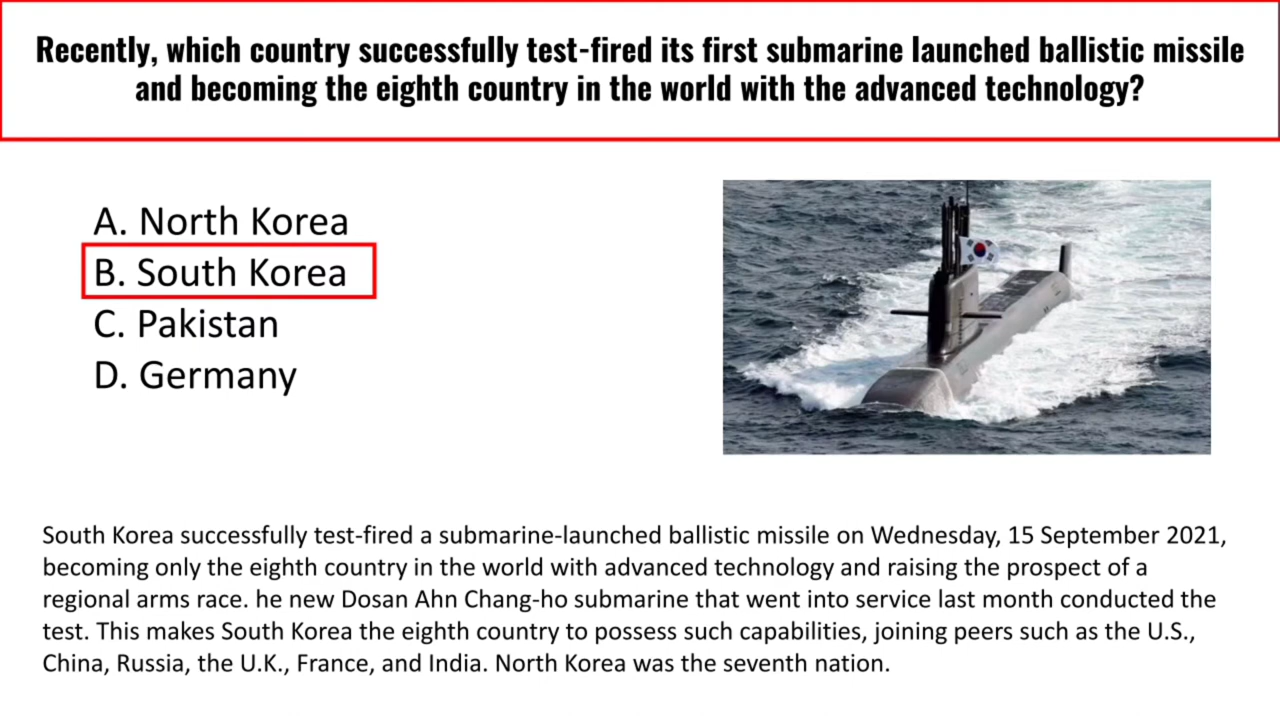 Recently, which country successfully test-fired its first submarine launched ballistic missile
and becoming the eighth country in the world with the advanced technology?
A. North Korea
B. South Korea
C. Pakistan
D. Germany
South Korea successfully test-fired a submarine-launched ballistic missile on Wednesday, 15 September 2021,
becoming only the eighth country in the world with advanced technology and raising the prospect of a
regional arms race. he new Dosan Ahn Chang-ho submarine that went into service last month conducted the
test. This makes South Korea the eighth country to possess such capabilities, joining peers such as the U.S.,
China, Russia, the U.K., France, and India. North Korea was the seventh nation.